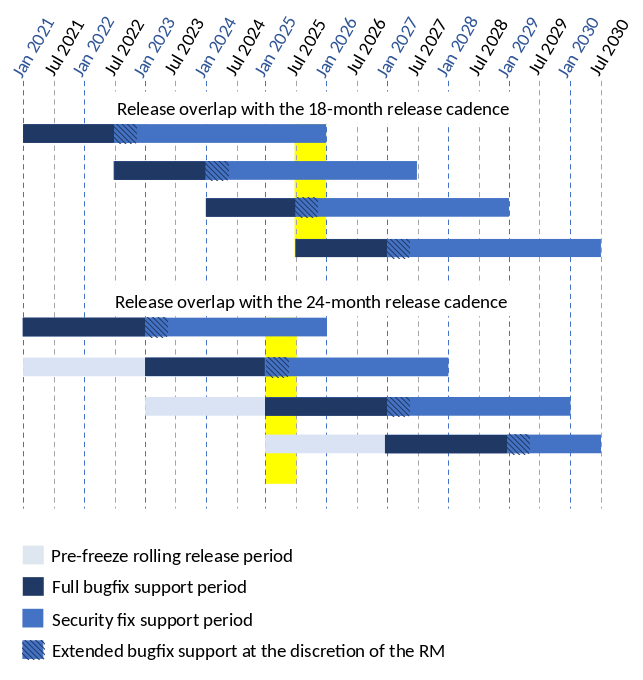 Jan 2021
Jul 2021
Jan 2022
Jul 2022
Jan 2023
Jul 2023
Jan 2024
Jul 2024
Jan 2025
Jul 2025
Jan 2026
Jul 2026
Jan 2027
Jul 2027
Jan 2028
Jul 2028
Jan 2029
Jul 2029
Jan 2030
Jul 2030
Release overlap with the 18-month release cadence
Release overlap with the 24-month release cadence
Pre-freeze rolling release period
Full bugfix support period
Security fix support period
Extended bugfix support at the discretion of the RM